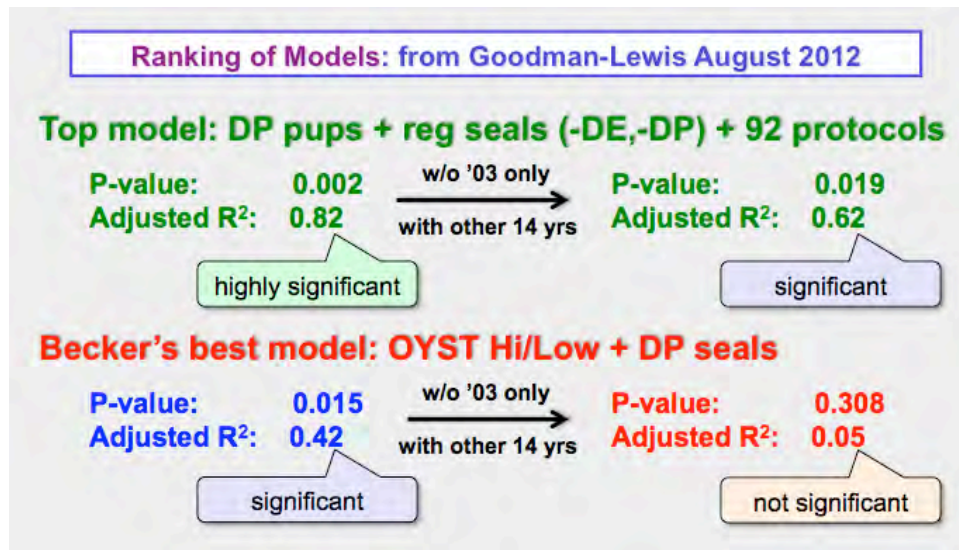 Ranking of Models: from Goodman-Lewis August 2012
Top model: DP pups + reg seals (-DE,-DP) + 92 protocols
P-value: 0.002
Adjusted R²: 0.82
highly significant
w/o ’03 only
with other 14 yrs
P-value: 0.019
Adjusted R²: 0.62
significant
Becker’s best model: OYST Hi/Low + DP seals
P-value: 0.015
Adjusted R²: 0.42
significant
w/o ’03 only
with other 14 yrs
P-value: 0.308
Adjusted R²: 0.05
not significant